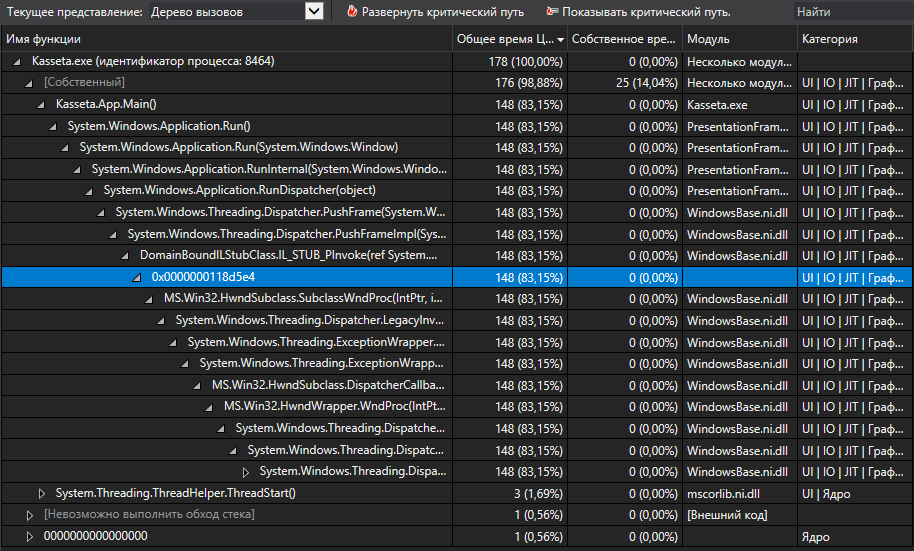 Текущее представление: Дерево вызовов Развернуть критический путь Показывать критический путь. Найти
Имя функции Общее время Ц... Собственное вре... Модуль Категория
Kasseta.exe (идентификатор процесса: 8464) 178 (100,00%) 0 (0,00%) Несколько модул...
[Собственный] 176 (98,88%) 25 (14,04%) Несколько модул... UI | IO | JIT | Граф...
Kasseta.App.Main() 148 (83,15%) 0 (0,00%) Kasseta.exe UI | IO | JIT | Граф...
System.Windows.Application.Run() 148 (83,15%) 0 (0,00%) PresentationFram... UI | IO | JIT | Граф...
System.Windows.Application.Run(System.Windows.Window) 148 (83,15%) 0 (0,00%) PresentationFram... UI | IO | JIT | Граф...
System.Windows.Application.RunInternal(System.Windows.Windo... 148 (83,15%) 0 (0,00%) PresentationFram... UI | IO | JIT | Граф...
System.Windows.Application.RunDispatcher(object) 148 (83,15%) 0 (0,00%) PresentationFram... UI | IO | JIT | Граф...
System.Windows.Threading.Dispatcher.PushFrame(System.W... 148 (83,15%) 0 (0,00%) WindowsBase.ni.dll UI | IO | JIT | Граф...
System.Windows.Threading.Dispatcher.PushFrameImpl(Sys... 148 (83,15%) 0 (0,00%) WindowsBase.ni.dll UI | IO | JIT | Граф...
DomainBoundILStubClass.IL_STUB_PInvoke(ref System.... 148 (83,15%) 0 (0,00%) WindowsBase.ni.dll UI | IO | JIT | Граф...
0x0000000118d5e4 148 (83,15%) 0 (0,00%) UI | IO | JIT | Граф...
MS.Win32.HwndSubclass.SubclassWndProc(IntPtr, i... 148 (83,15%) 0 (0,00%) WindowsBase.ni.dll UI | IO | JIT | Граф...
System.Windows.Threading.Dispatcher.LegacyInv... 148 (83,15%) 0 (0,00%) WindowsBase.ni.dll UI | IO | JIT | Граф...
System.Windows.Threading.ExceptionWrapper.... 148 (83,15%) 0 (0,00%) WindowsBase.ni.dll UI | IO | JIT | Граф...
System.Windows.Threading.ExceptionWrapp... 148 (83,15%) 0 (0,00%) WindowsBase.ni.dll UI | IO | JIT | Граф...
MS.Win32.HwndSubclass.DispatcherCallba... 148 (83,15%) 0 (0,00%) WindowsBase.ni.dll UI | IO | JIT | Граф...
MS.Win32.HwndWrapper.WndProc(IntPt... 148 (83,15%) 0 (0,00%) WindowsBase.ni.dll UI | IO | JIT | Граф...
System.Windows.Threading.Dispatche... 148 (83,15%) 0 (0,00%) WindowsBase.ni.dll UI | IO | JIT | Граф...
System.Windows.Threading.Dispatc... 148 (83,15%) 0 (0,00%) WindowsBase.ni.dll UI | IO | JIT | Граф...
System.Windows.Threading.Dispa... 148 (83,15%) 0 (0,00%) WindowsBase.ni.dll UI | IO | JIT | Граф...
System.Threading.ThreadHelper.ThreadStart() 3 (1,69%) 0 (0,00%) mscorlib.ni.dll UI | Ядро
[Невозможно выполнить обход стека] 1 (0,56%) 0 (0,00%) [Внешний код]
0000000000000000 1 (0,56%) 0 (0,00%) Ядро